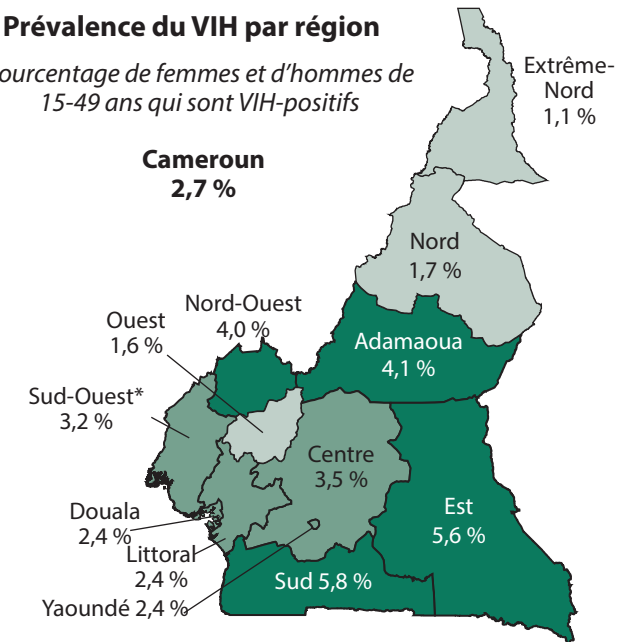 Prévalence du VIH par région
ourcentage de femmes et d'hommes de
15-49 ans qui sont VIH-positifs
Cameroun
2,7 %
Extrême-
Nord
1,1 %
Nord
1,7 %
Nord-Ouest
4,0 %
Ouest
1,6 %
Adamaoua
4,1 %
Sud-Ouest*
3,2 %
Centre
3,5 %
Est
5,6 %
Douala
2,4 %
Littoral
2,4 %
Sud 5,8 %
Yaoundé 2,4 %